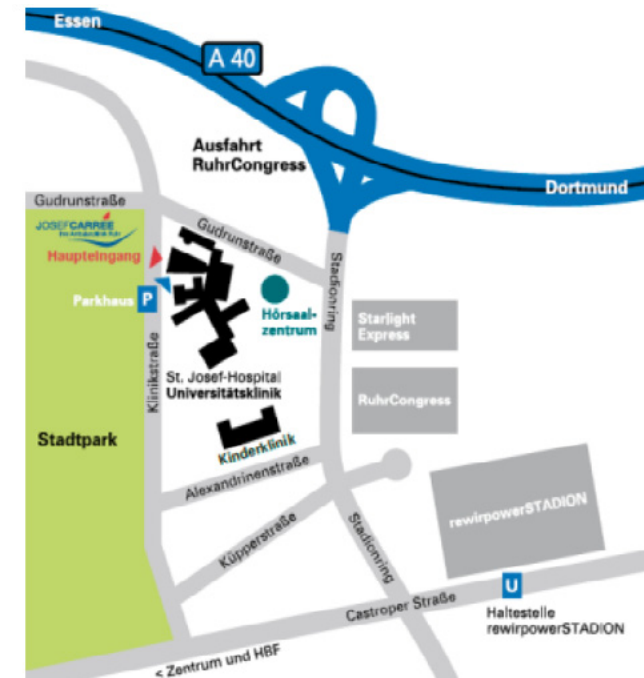 Essen
A 40
Ausfahrt
RuhrCongress
Dortmund
Gudrunstraße
JOSEFCARREE
Haupteingang
Gudrunstraße
Stadionring
Parkhaus P
Hörsaal-
zentrum
Starlight
Express
Klinikstraße
St. Josef-Hospital
Universitätsklinik
RuhrCongress
Stadtpark
Kinderklinik
Alexandrinenstraße
rewirpowerSTADION
Küpperstraße
Stadionring
U
Castroper Straße
Haltestelle
rewirpowerSTADION
< Zentrum und HBF